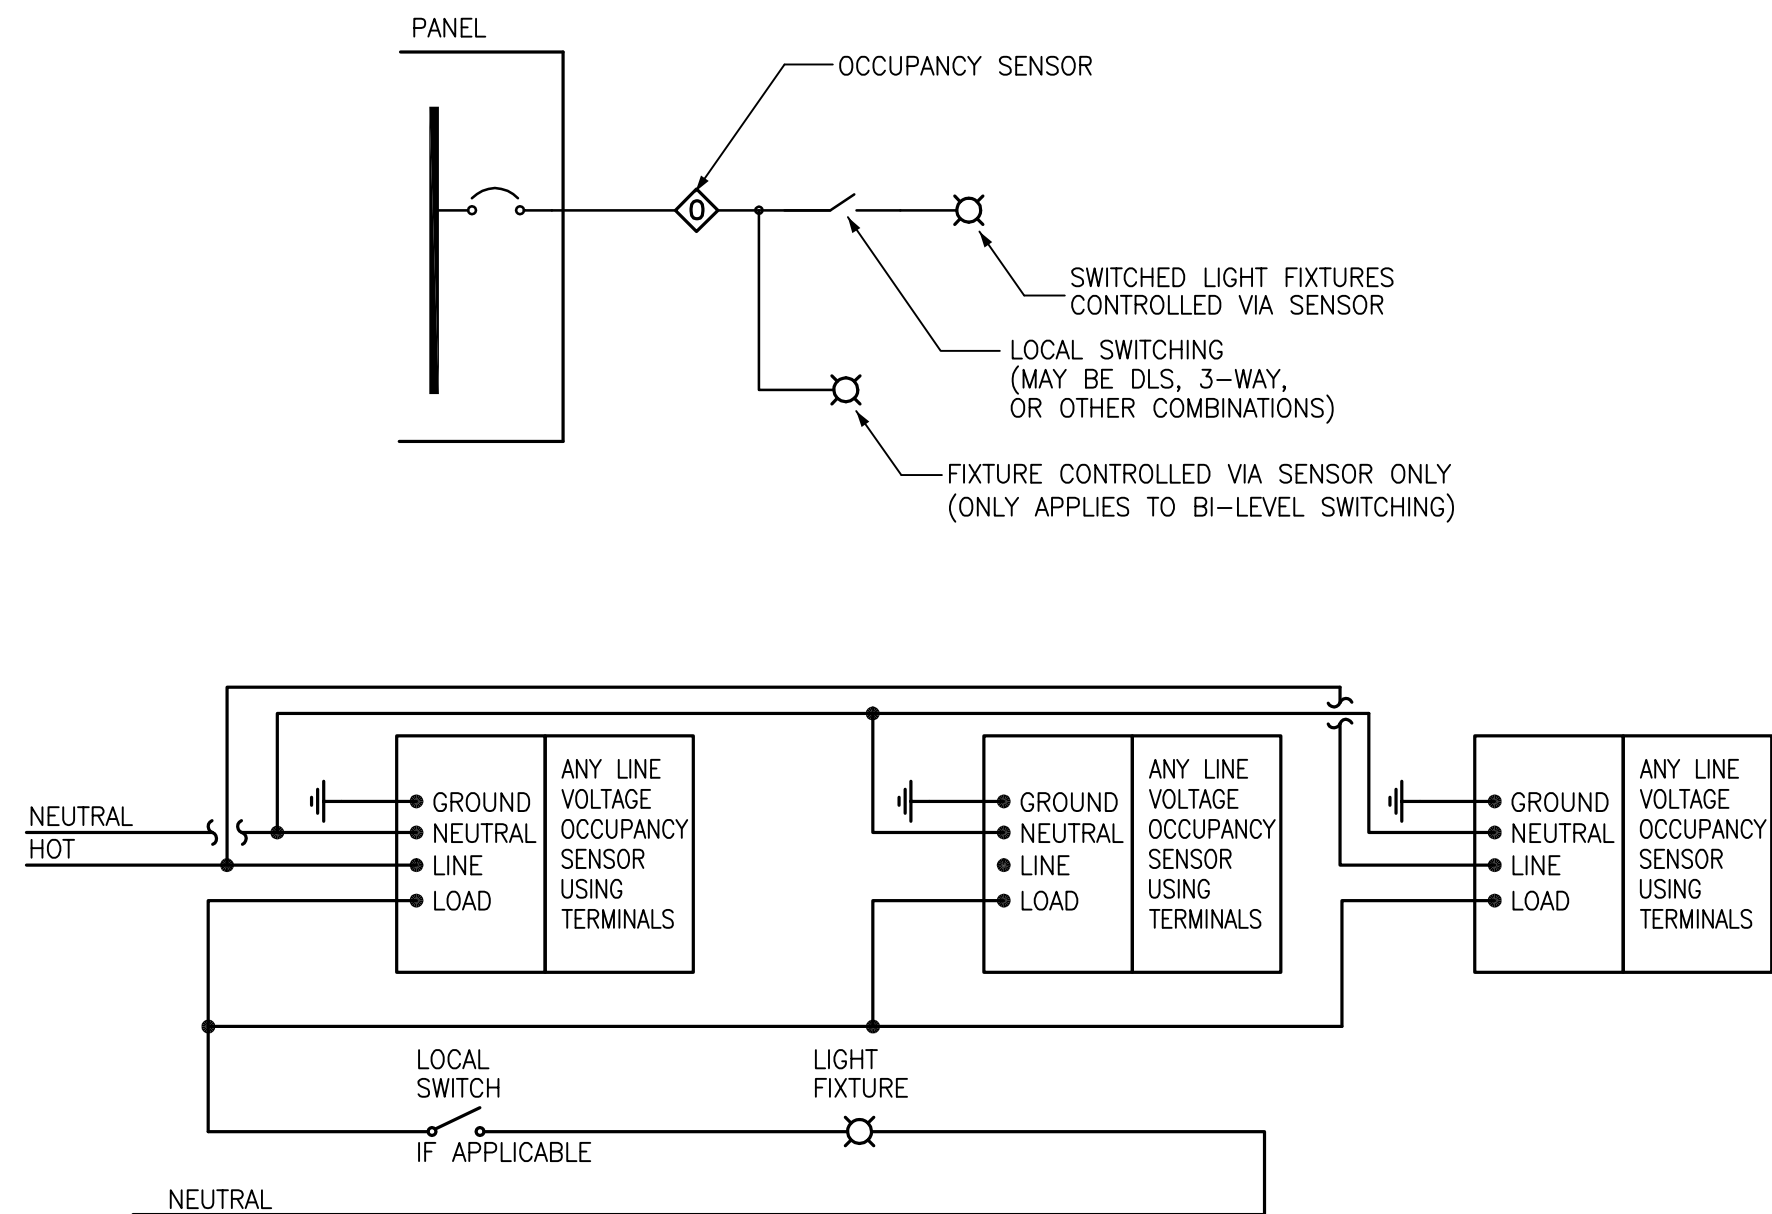 PANEL
OCCUPANCY SENSOR
O
SWITCHED LIGHT FIXTURES
CONTROLLED VIA SENSOR
LOCAL SWITCHING
(MAY BE DLS, 3-WAY,
OR OTHER COMBINATIONS)
FIXTURE CONTROLLED VIA SENSOR ONLY
(ONLY APPLIES TO BI-LEVEL SWITCHING)
NEUTRAL
HOT
GROUND
NEUTRAL
LINE
LOAD
ANY LINE
VOLTAGE
OCCUPANCY
SENSOR
USING
TERMINALS
GROUND
NEUTRAL
LINE
LOAD
ANY LINE
VOLTAGE
OCCUPANCY
SENSOR
USING
TERMINALS
GROUND
NEUTRAL
LINE
LOAD
ANY LINE
VOLTAGE
OCCUPANCY
SENSOR
USING
TERMINALS
LOCAL
SWITCH
IF APPLICABLE
LIGHT
FIXTURE
NEUTRAL